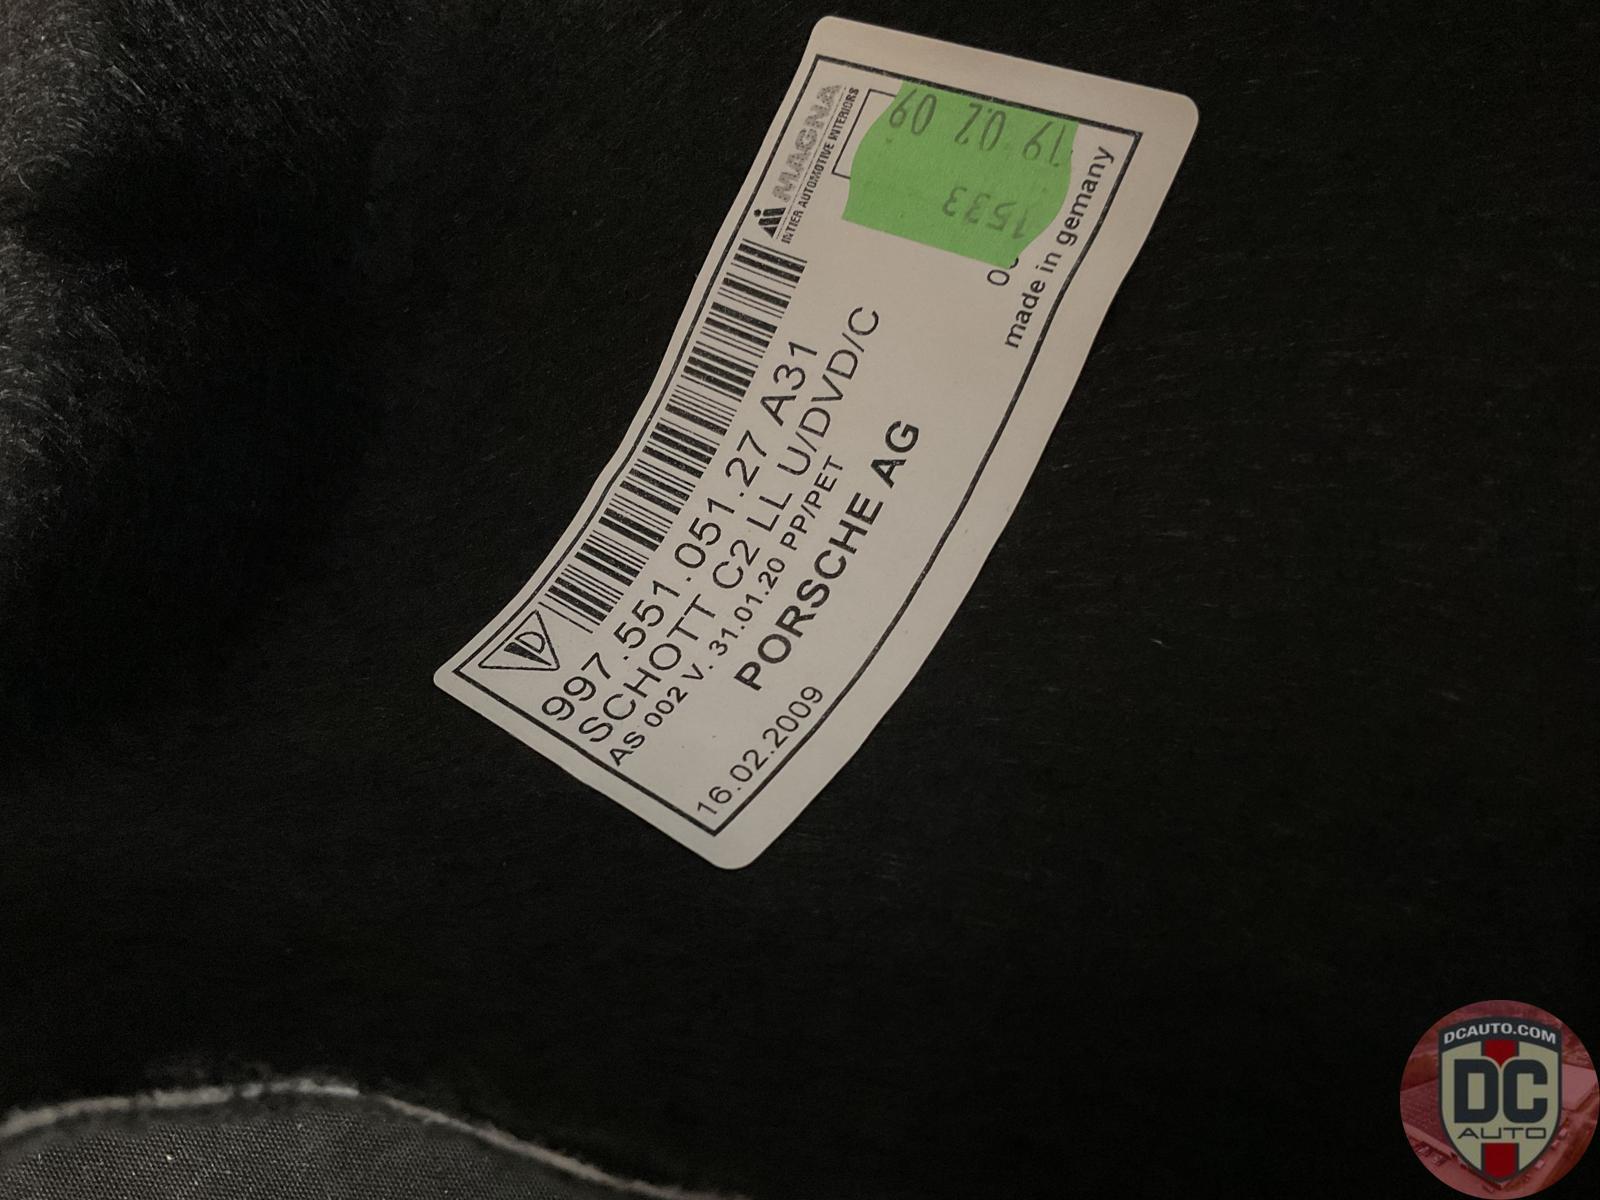 MAGNA
INTIER AUTOMOTIVE INTERIORS
997.551.051.27 A31
SCHOTT C2 LL U/DVD/C
AS 002 V. 31.01.20 PP/PET
PORSCHE AG
16.02.2009
made in gemany
19 02 09
1533
DCAUTO.COM
DC
AUTO